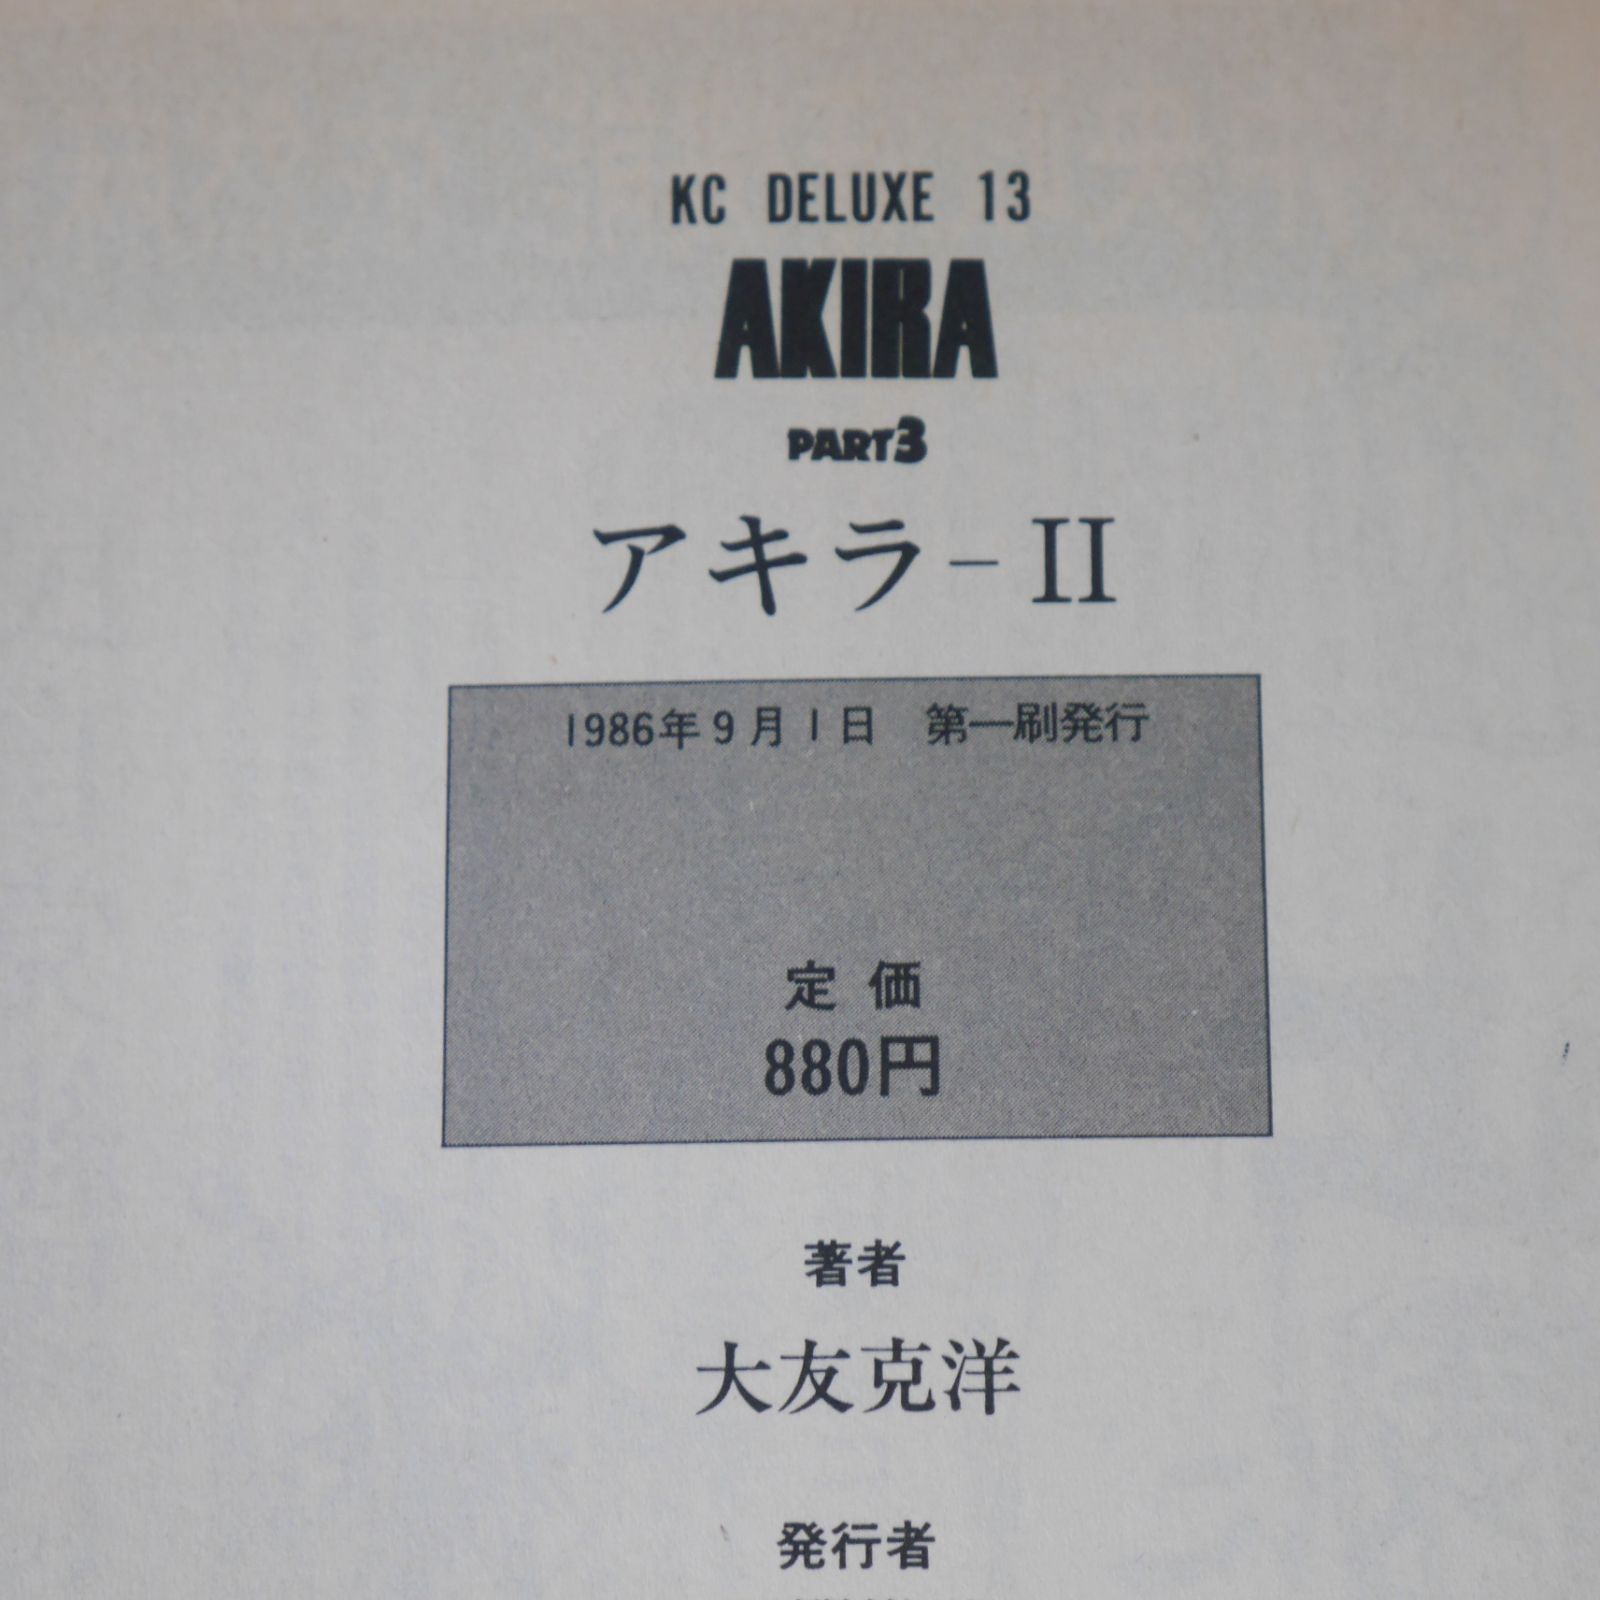 KC DELUXE 13
AKIRA
PART3
アキラ－II
1986年9月1日 第一刷発行
定価
880円
著者
大友克洋
発行者